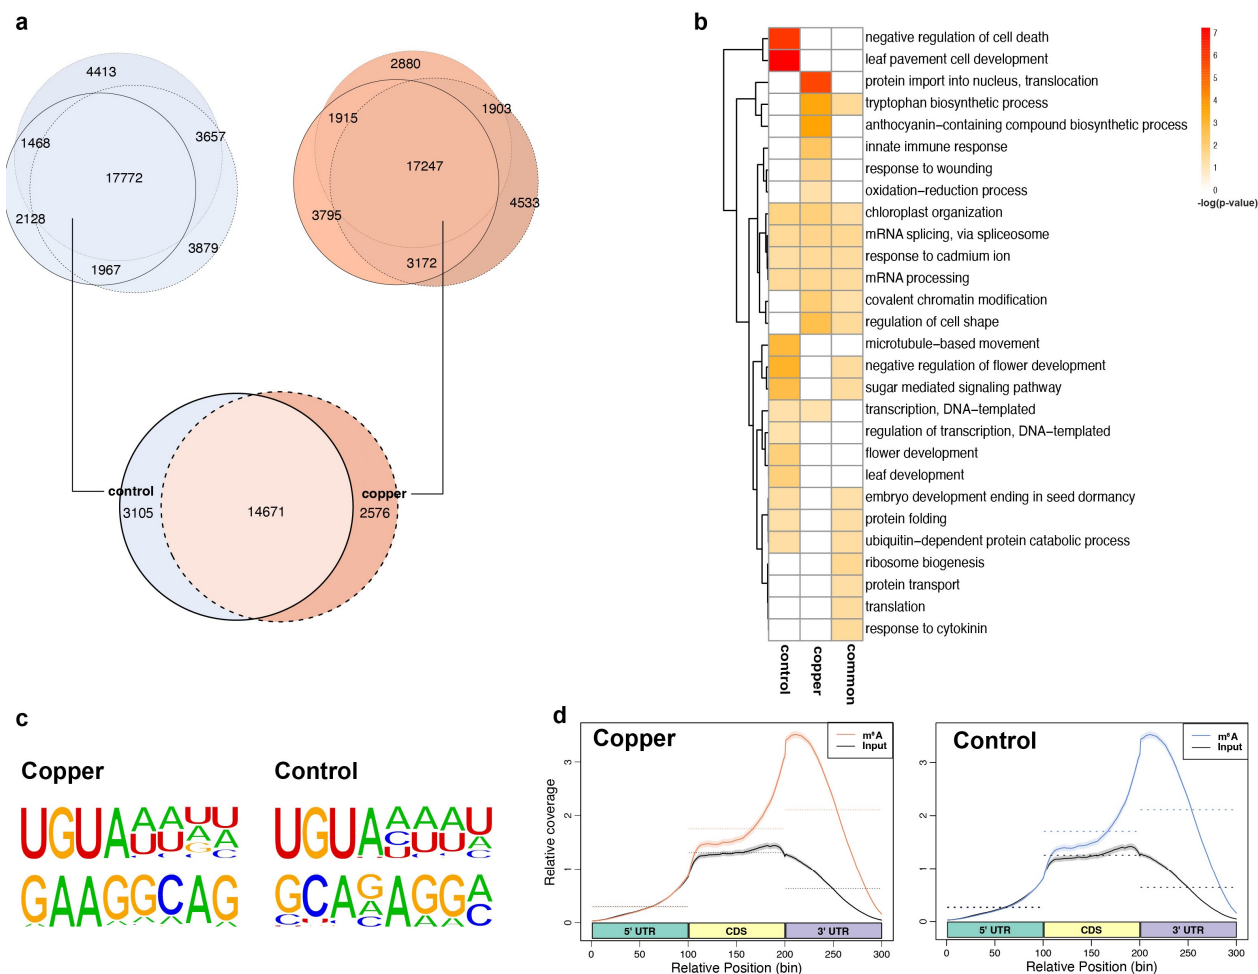 a
4413
1468
3657
17772
2128
3879
1967
2880
1915
1903
17247
3795
4533
3172
control
copper
3105
14671
2576
b
negative regulation of cell death
leaf pavement cell development
protein import into nucleus, translocation
tryptophan biosynthetic process
anthocyanin-containing compound biosynthetic process
innate immune response
response to wounding
oxidation-reduction process
chloroplast organization
mRNA splicing, via spliceosome
response to cadmium ion
mRNA processing
covalent chromatin modification
regulation of cell shape
microtubule-based movement
negative regulation of flower development
sugar mediated signaling pathway
transcription, DNA-templated
regulation of transcription, DNA-templated
flower development
leaf development
embryo development ending in seed dormancy
protein folding
ubiquitin-dependent protein catabolic process
ribosome biogenesis
protein transport
translation
response to cytokinin
control
copper
common
7
6
5
4
3
2
1
0
-log(p-value)
c
Copper
UGUAAAUU
UUAA
GC
GAAGGCAG
Control
UGUAAAAU
CUUA
U
C
GCAGAGGA
GC
C
A
d
Copper
m⁶A
Input
Relative coverage
3
2
1
0
5' UTR
CDS
3' UTR
0
50
100
150
200
250
300
Relative Position (bin)
Control
m⁶A
Input
3
2
1
0
5' UTR
CDS
3' UTR
0
50
100
150
200
250
300
Relative Position (bin)